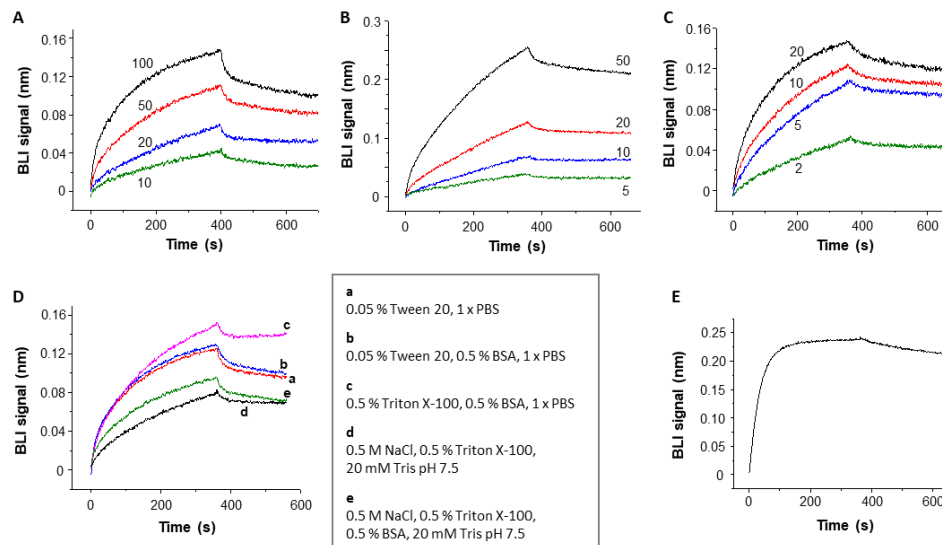 A
B
C
0.16
0.12
0.08
0.04
0
BLI signal (nm)
100
50
20
10
0
200
400
600
Time (s)
0.3
0.2
0.1
0
BLI signal (nm)
50
20
10
5
0
200
400
600
Time (s)
0.16
0.12
0.08
0.04
0
BLI signal (nm)
20
10
5
2
0
200
400
600
Time (s)
D
0.16
0.12
0.08
0.04
0
BLI signal (nm)
c
b
a
e
d
0
200
400
600
Time (s)
a
0.05 % Tween 20, 1 x PBS
b
0.05 % Tween 20, 0.5 % BSA, 1 x PBS
c
0.5 % Triton X-100, 0.5 % BSA, 1 x PBS
d
0.5 M NaCl, 0.5 % Triton X-100,
20 mM Tris pH 7.5
e
0.5 M NaCl, 0.5 % Triton X-100,
0.5 % BSA, 20 mM Tris pH 7.5
E
0.25
0.20
0.15
0.10
0.05
0.00
BLI signal (nm)
0
200
400
600
Time (s)